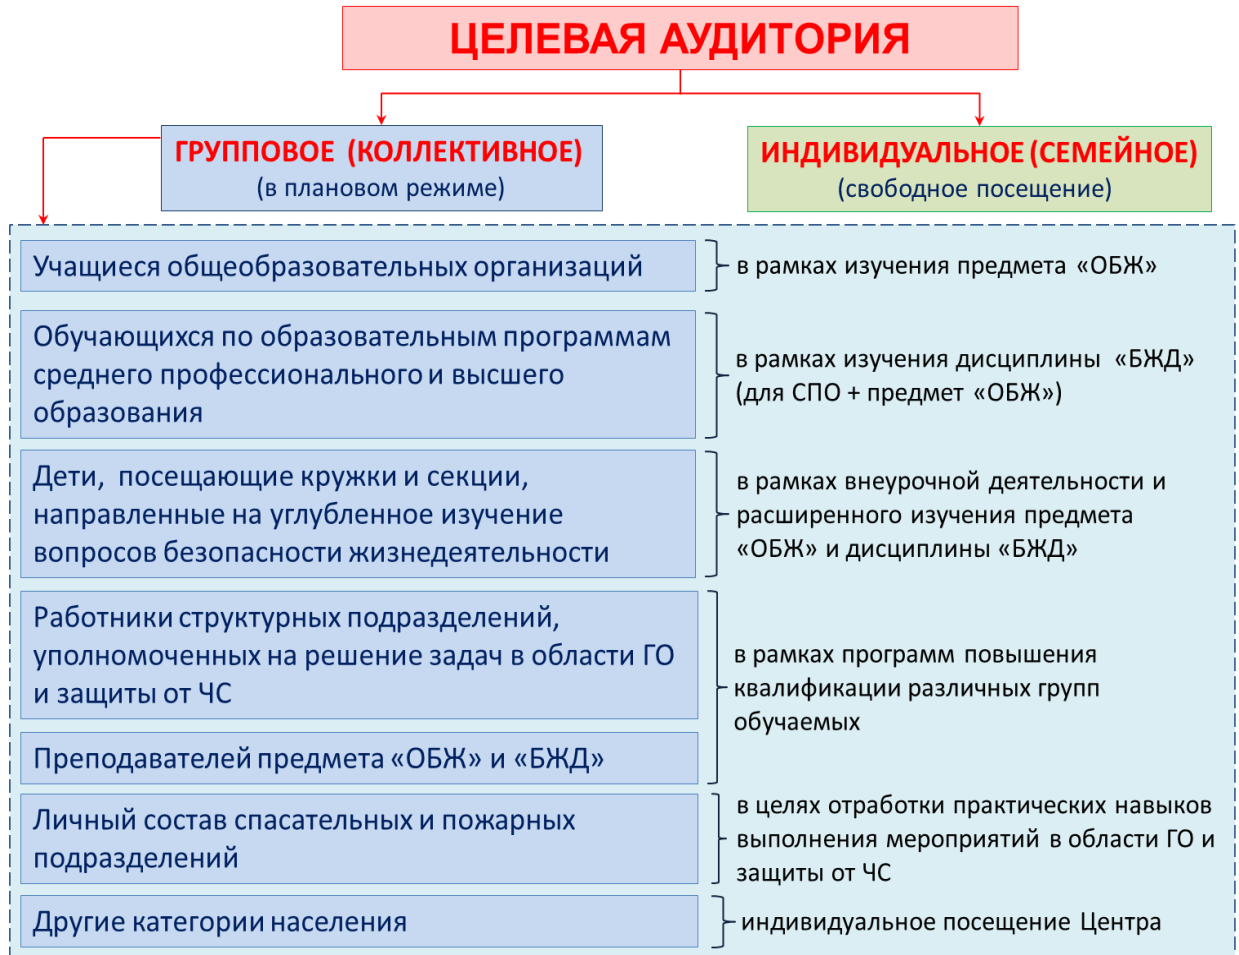 ЦЕЛЕВАЯ АУДИТОРИЯ
ГРУППОВОЕ (КОЛЛЕКТИВНОЕ)
(в плановом режиме)
ИНДИВИДУАЛЬНОЕ (СЕМЕЙНОЕ)
(свободное посещение)
Учащиеся общеобразовательных организаций
в рамках изучения предмета «ОБЖ»
Обучающихся по образовательным программам
среднего профессионального и высшего
образования
в рамках изучения дисциплины «БЖД»
(для СПО + предмет «ОБЖ»)
Дети, посещающие кружки и секции,
направленные на углубленное изучение
вопросов безопасности жизнедеятельности
в рамках внеурочной деятельности и
расширенного изучения предмета
«ОБЖ» и дисциплины «БЖД»
Работники структурных подразделений,
уполномоченных на решение задач в области ГО
и защиты от ЧС
Преподавателей предмета «ОБЖ» и «БЖД»
в рамках программ повышения
квалификации различных групп
обучаемых
Личный состав спасательных и пожарных
подразделений
в целях отработки практических навыков
выполнения мероприятий в области ГО и
защиты от ЧС
Другие категории населения
индивидуальное посещение Центра